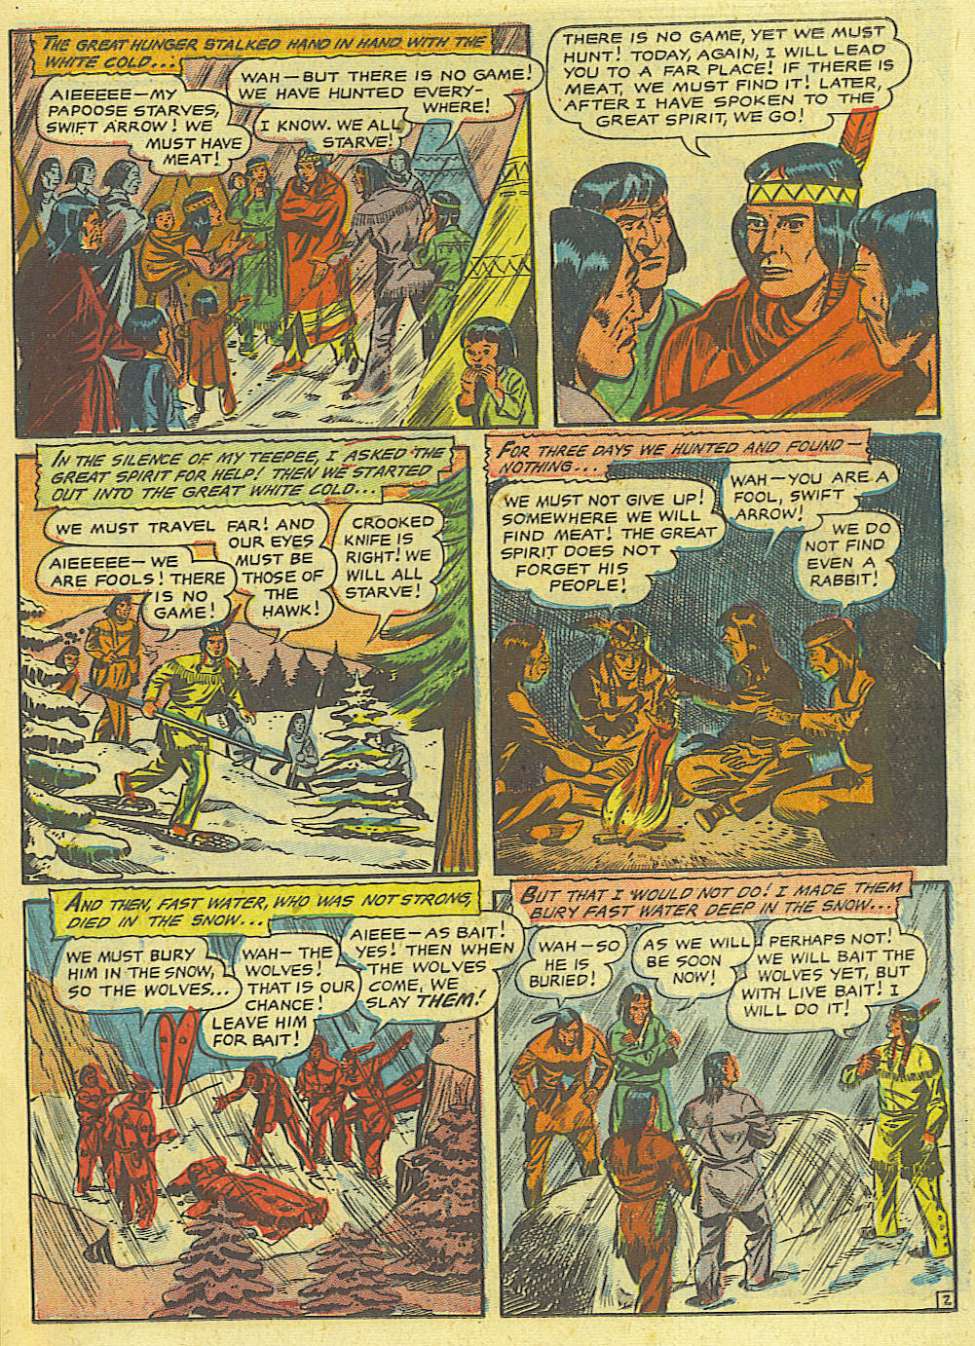 THE GREAT HUNGER STALKED HAND IN HAND WITH THE
WHITE COLD...
AIEEEEE—MY
PAPOOSE STARVES,
SWIFT ARROW! WE
MUST HAVE
MEAT!
WAH—BUT THERE IS NO GAME!
WE HAVE HUNTED EVERY-
WHERE!
I KNOW. WE ALL
STARVE!
THERE IS NO GAME, YET WE MUST
HUNT! TODAY, AGAIN, I WILL LEAD
YOU TO A FAR PLACE! IF THERE IS
MEAT, WE MUST FIND IT! LATER,
AFTER I HAVE SPOKEN TO THE
GREAT SPIRIT, WE GO!
IN THE SILENCE OF MY TEEPEE, I ASKED THE
GREAT SPIRIT FOR HELP! THEN WE STARTED
OUT INTO THE GREAT WHITE COLD...
WE MUST TRAVEL FAR! AND
OUR EYES
MUST BE
THOSE OF
THE
HAWK!
AIEEEEE—WE
ARE FOOLS! THERE
IS NO
GAME!
CROOKED
KNIFE IS
RIGHT! WE
WILL ALL
STARVE!
FOR THREE DAYS WE HUNTED AND FOUND—
NOTHING...
WE MUST NOT GIVE UP!
SOMEWHERE WE WILL
FIND MEAT! THE GREAT
SPIRIT DOES NOT
FORGET HIS
PEOPLE!
WAH—YOU ARE A
FOOL, SWIFT
ARROW!
WE DO
NOT FIND
EVEN A
RABBIT!
AND THEN, FAST WATER, WHO WAS NOT STRONG,
DIED IN THE SNOW...
WE MUST BURY
HIM IN THE SNOW,
SO THE WOLVES...
WAH—THE
WOLVES!
THAT IS OUR
CHANCE!
LEAVE HIM
FOR BAIT!
AIEEE—AS BAIT!
YES! THEN WHEN
THE WOLVES
COME, WE
SLAY THEM!
BUT THAT I WOULD NOT DO! I MADE THEM
BURY FAST WATER DEEP IN THE SNOW...
WAH—SO
HE IS
BURIED!
AS WE WILL
BE SOON
NOW!
PERHAPS NOT!
WE WILL BAIT THE
WOLVES YET, BUT
WITH LIVE BAIT! I
WILL DO IT!
2